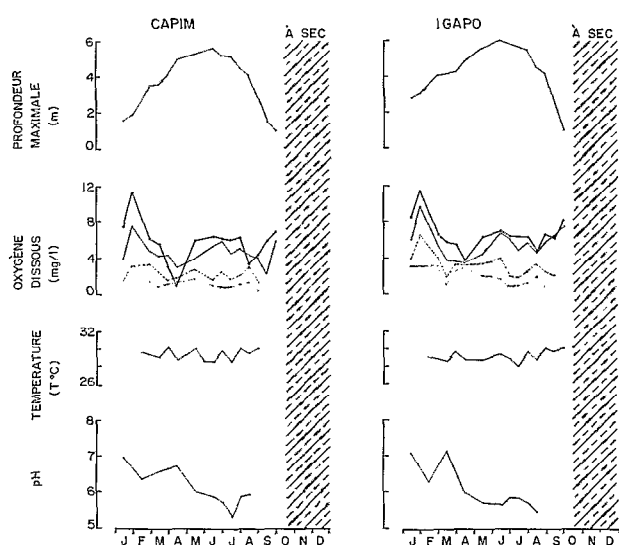 CAPIM
À SEC
IGAPO
À SEC
PROFONDEUR
MAXIMALE
(m)
6
4
2
0
OXYGÈNE
DISSOUS
(mg/l)
12
8
4
0
TEMPERATURE
(T°C)
32
26
pH
8
7
6
5
J F M A M J J A S O N D
J F M A M J J A S O N D